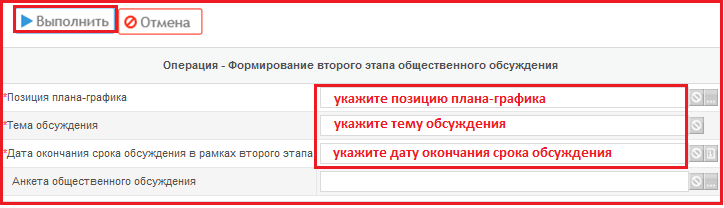 Выполнить Отмена
Операция - Формирование второго этапа общественного обсуждения
*Позиция плана-графика укажите позицию плана-графика ...
*Тема обсуждения укажите тему обсуждения
*Дата окончания срока обсуждения в рамках второго этапа укажите дату окончания срока обсуждения
Анкета общественного обсуждения ...